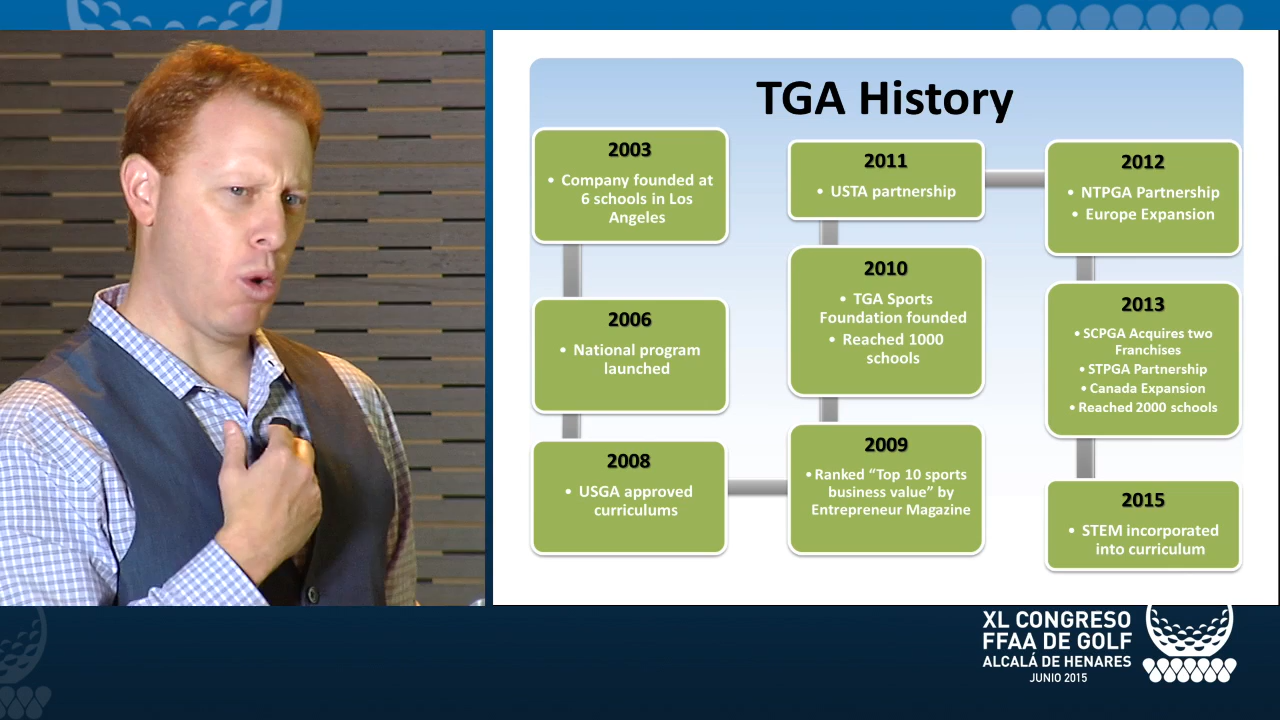 TGA History
2003
• Company founded at
6 schools in Los
Angeles
2006
• National program
launched
2008
• USGA approved
curriculums
2009
• Ranked “Top 10 sports
business value” by
Entrepreneur Magazine
2010
• TGA Sports
Foundation founded
• Reached 1000
schools
2011
• USTA partnership
2012
• NTPGA Partnership
• Europe Expansion
2013
• SCPGA Acquires two
Franchises
• STPGA Partnership
• Canada Expansion
• Reached 2000 schools
2015
• STEM incorporated
into curriculum
XL CONGRESO
FFAA DE GOLF
ALCALÁ DE HENARES
JUNIO 2015